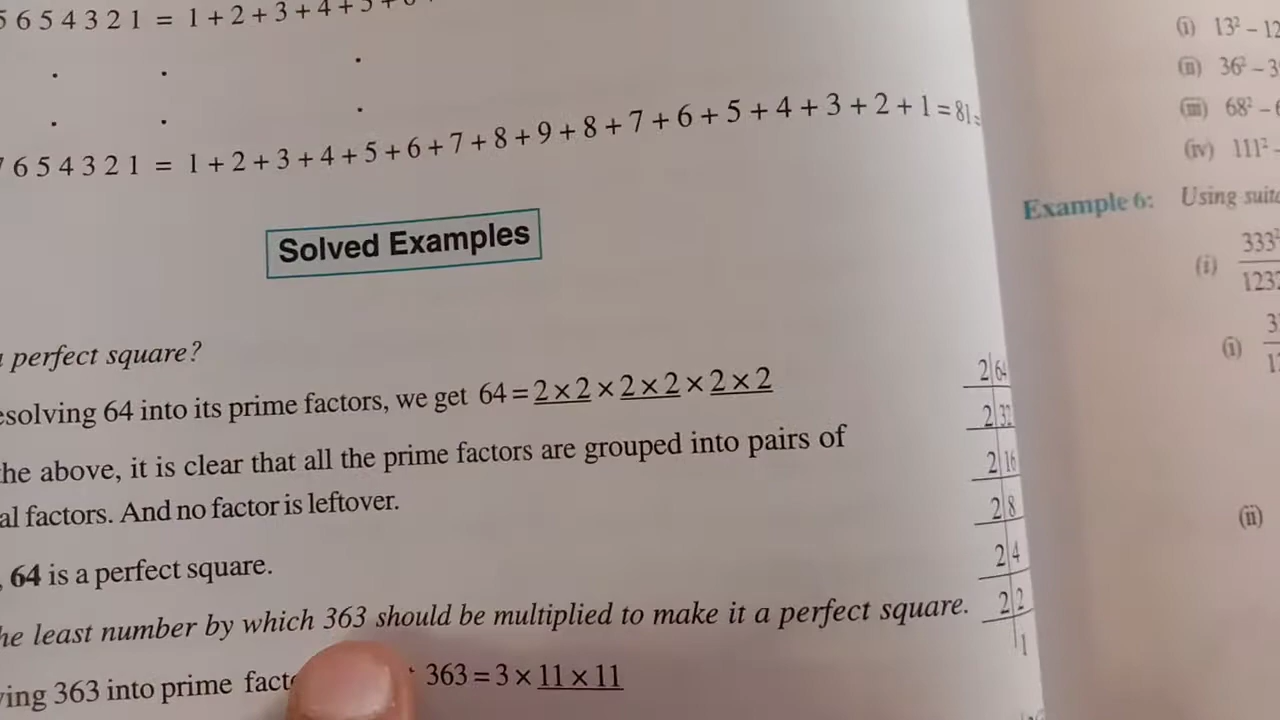 5 6 5 4 3 2 1 = 1 + 2 + 3 + 4 + 5 +
7 6 5 4 3 2 1 = 1 + 2 + 3 + 4 + 5 + 6 + 7 + 8 + 9 + 8 + 7 + 6 + 5 + 4 + 3 + 2 + 1 = 81 =
Solved Examples
perfect square?
esolving 64 into its prime factors, we get 64 = 2 × 2 × 2 × 2 × 2 × 2
the above, it is clear that all the prime factors are grouped into pairs of
al factors. And no factor is leftover.
, 64 is a perfect square.
he least number by which 363 should be multiplied to make it a perfect square.
ving 363 into prime 363 = 3 × 11 × 11
2 64
2 32
2 16
2 8
2 4
2 2
1
(i) 13² – 12
(ii) 36² – 3
(iii) 68² – 6
(iv) 111² –
Example 6: Using suit
(i) 333²
1232
(i) 3
1
(ii)